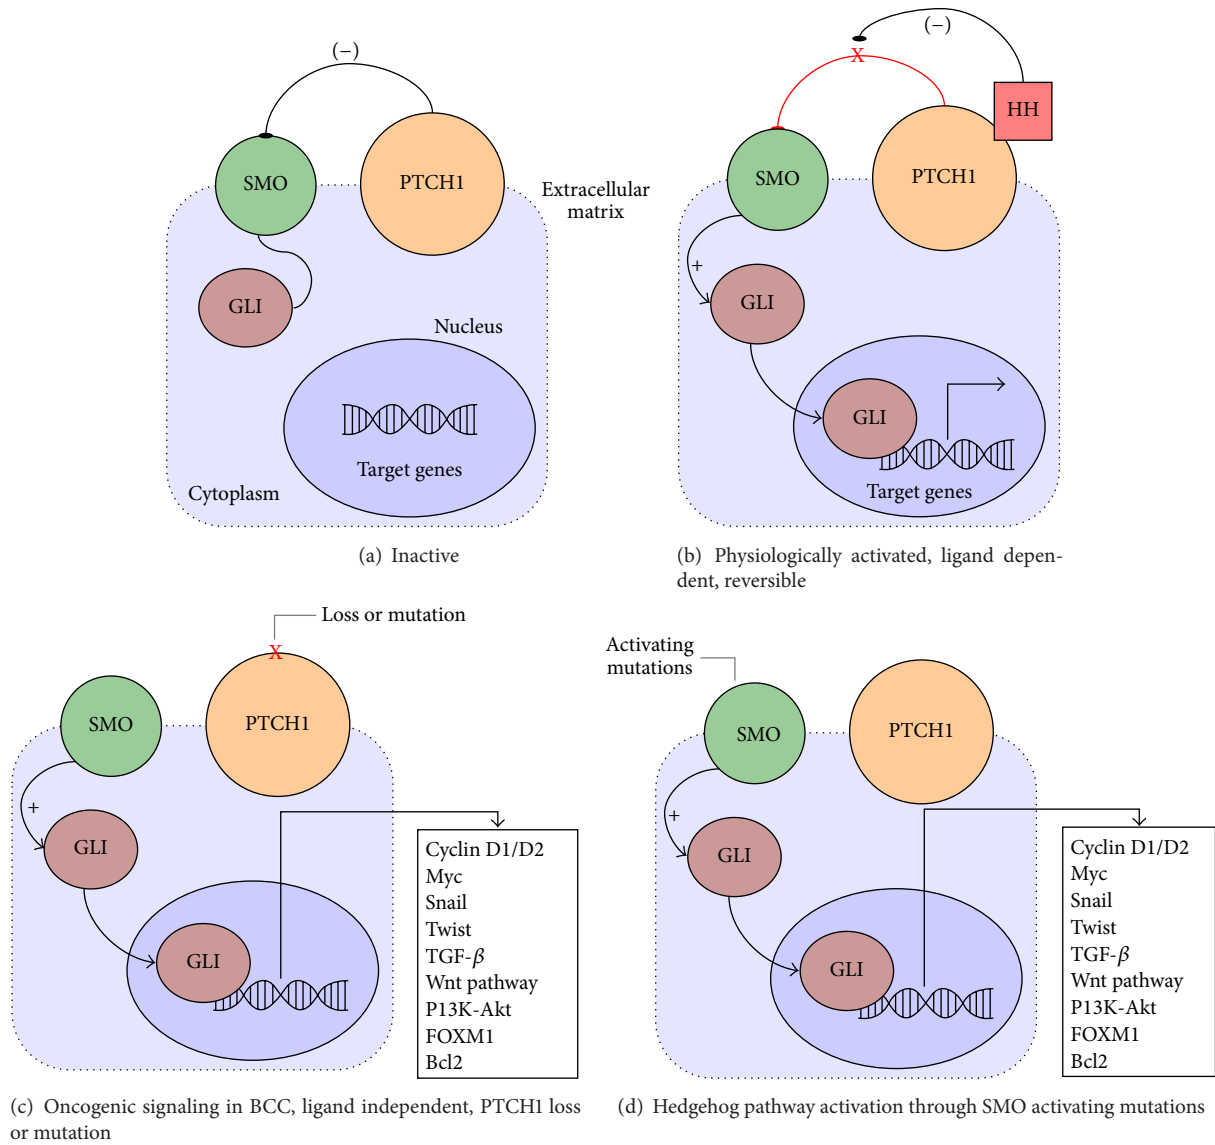 (−)
SMO
PTCH1
GLI
Nucleus
Target genes
Cytoplasm
Extracellular
matrix
(a) Inactive
(−)
X
HH
SMO
PTCH1
+
GLI
GLI
Target genes
(b) Physiologically activated, ligand depen-
dent, reversible
Loss or mutation
X
SMO
PTCH1
+
GLI
GLI
Cyclin D1/D2
Myc
Snail
Twist
TGF-β
Wnt pathway
P13K-Akt
FOXM1
Bcl2
(c) Oncogenic signaling in BCC, ligand independent, PTCH1 loss
or mutation
Activating
mutations
SMO
PTCH1
+
GLI
GLI
Cyclin D1/D2
Myc
Snail
Twist
TGF-β
Wnt pathway
P13K-Akt
FOXM1
Bcl2
(d) Hedgehog pathway activation through SMO activating mutations